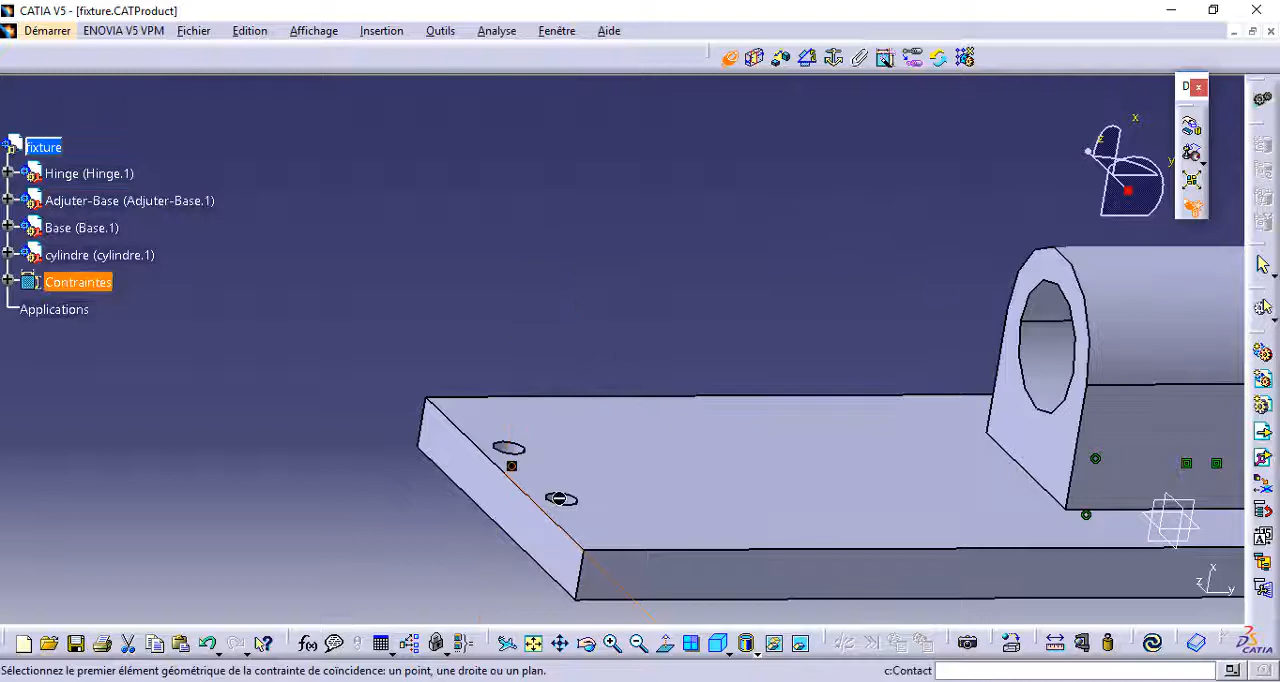 CATIA V5 - [fixture.CATProduct]
Démarrer ENOVIA V5 VPM Fichier Edition Affichage Insertion Outils Analyse Fenêtre Aide
D x
x
z
y
fixture
Hinge (Hinge.1)
Adjuter-Base (Adjuter-Base.1)
Base (Base.1)
cylindre (cylindre.1)
Contraintes
Applications
x
z
y
f(x)
CATIA
Sélectionnez le premier élément géométrique de la contrainte de coïncidence: un point, une droite ou un plan.
c:Contact